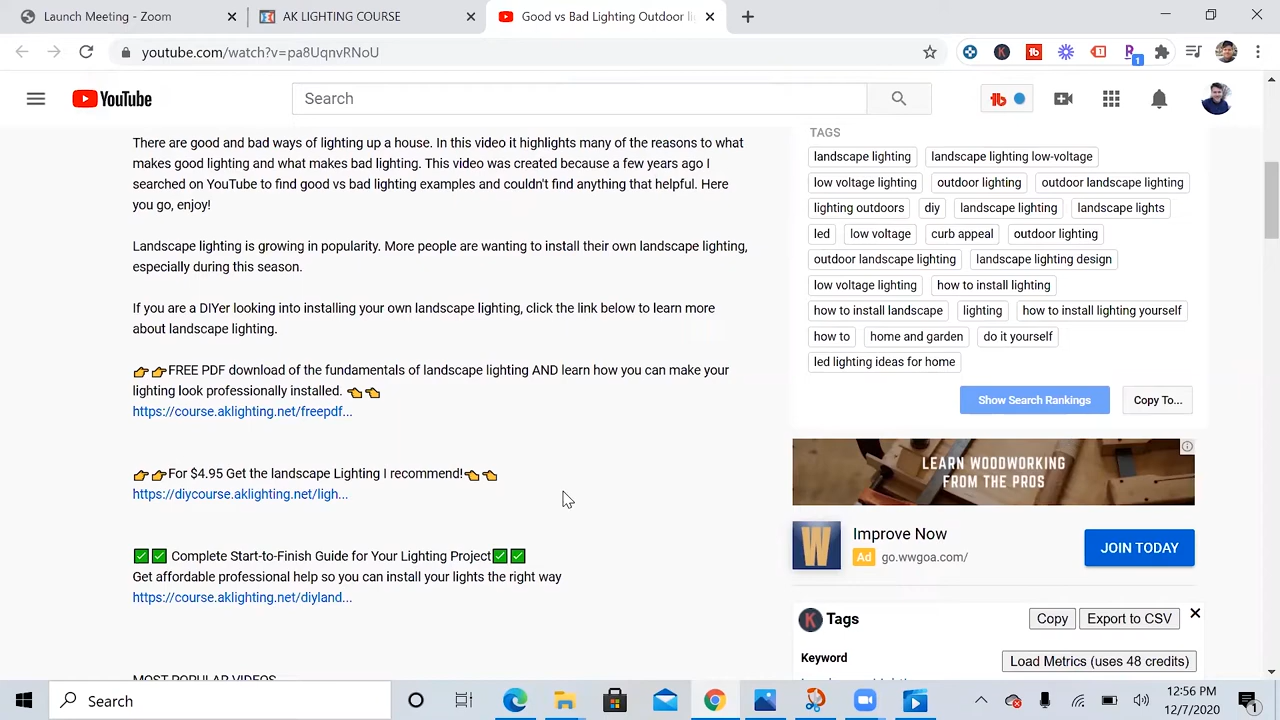 Launch Meeting - Zoom
AK LIGHTING COURSE
Good vs Bad Lighting Outdoor li
youtube.com/watch?v=pa8UqnvRNoU
1
YouTube
Search
tb
There are good and bad ways of lighting up a house. In this video it highlights many of the reasons to what
makes good lighting and what makes bad lighting. This video was created because a few years ago I
searched on YouTube to find good vs bad lighting examples and couldn't find anything that helpful. Here
you go, enjoy!
Landscape lighting is growing in popularity. More people are wanting to install their own landscape lighting,
especially during this season.
If you are a DIYer looking into installing your own landscape lighting, click the link below to learn more
about landscape lighting.
👉👉FREE PDF download of the fundamentals of landscape lighting AND learn how you can make your
lighting look professionally installed. 👈👈
https://course.aklighting.net/freepdf...
👉👉For $4.95 Get the landscape Lighting I recommend!👈👈
https://diycourse.aklighting.net/ligh...
✅✅ Complete Start-to-Finish Guide for Your Lighting Project✅✅
Get affordable professional help so you can install your lights the right way
https://course.aklighting.net/diyland...
MOST POPULAR VIDEOS
TAGS
landscape lighting landscape lighting low-voltage
low voltage lighting outdoor lighting outdoor landscape lighting
lighting outdoors diy landscape lighting landscape lights
led low voltage curb appeal outdoor lighting
outdoor landscape lighting landscape lighting design
low voltage lighting how to install lighting
how to install landscape lighting how to install lighting yourself
how to home and garden do it yourself
led lighting ideas for home
Show Search Rankings Copy To...
LEARN WOODWORKING
FROM THE PROS
W
Improve Now
Ad go.wwgoa.com/
JOIN TODAY
K Tags Copy Export to CSV
Keyword Load Metrics (uses 48 credits)
Search
12:56 PM
12/7/2020
1